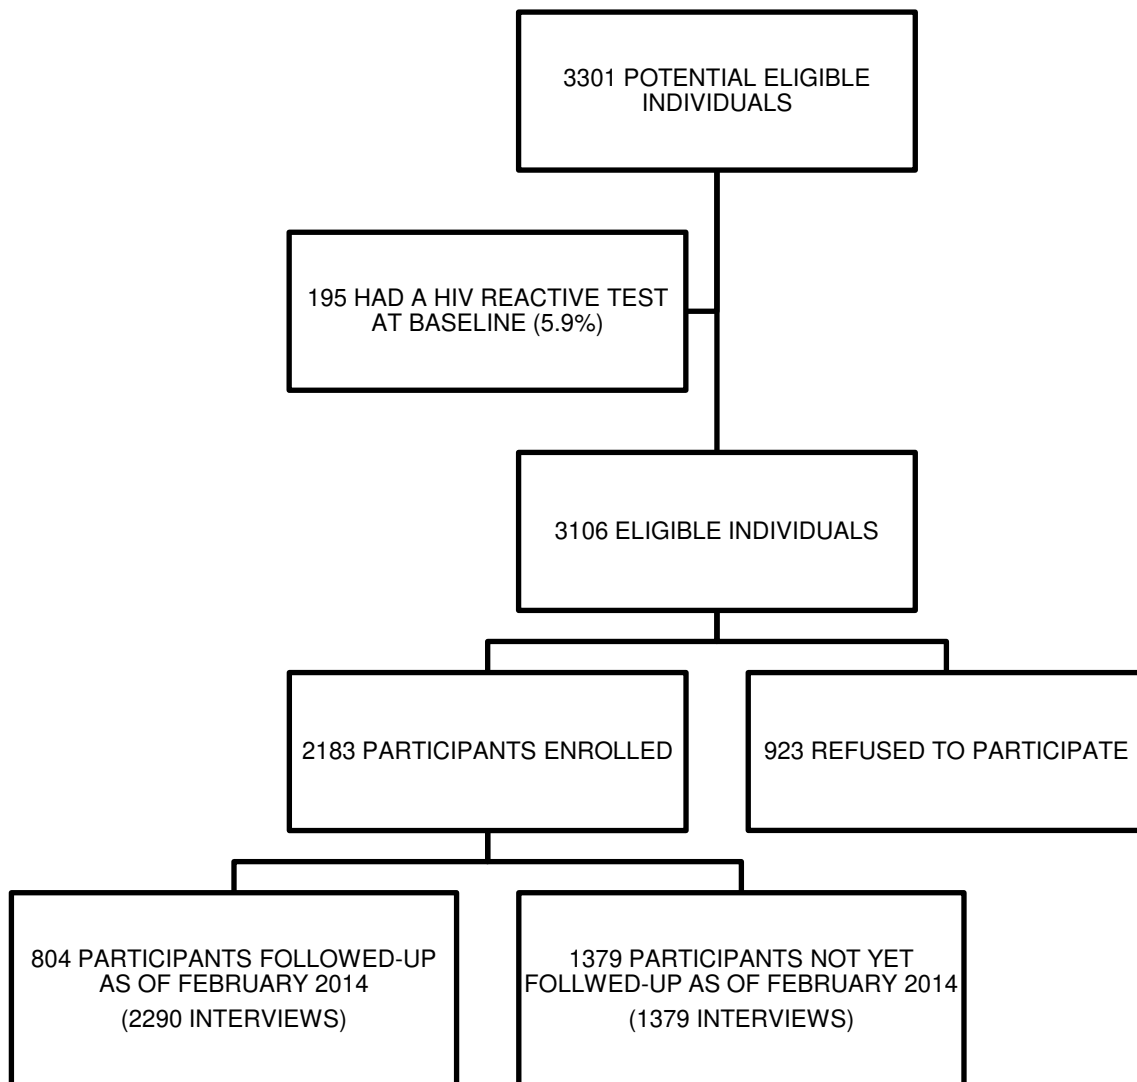 3301 POTENTIAL ELIGIBLE
INDIVIDUALS
195 HAD A HIV REACTIVE TEST
AT BASELINE (5.9%)
3106 ELIGIBLE INDIVIDUALS
2183 PARTICIPANTS ENROLLED
923 REFUSED TO PARTICIPATE
804 PARTICIPANTS FOLLOWED-UP
AS OF FEBRUARY 2014
(2290 INTERVIEWS)
1379 PARTICIPANTS NOT YET
FOLLWED-UP AS OF FEBRUARY 2014
(1379 INTERVIEWS)